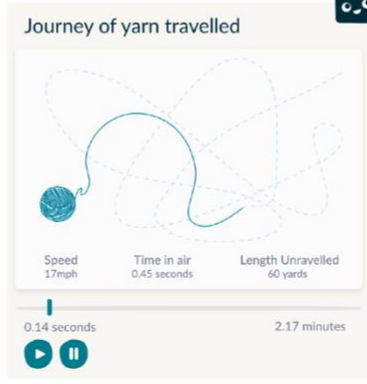 Journey of yarn travelled
Speed Time in air Length Unravelled
17mph 0.45 seconds 60 yards
0.14 seconds 2.17 minutes